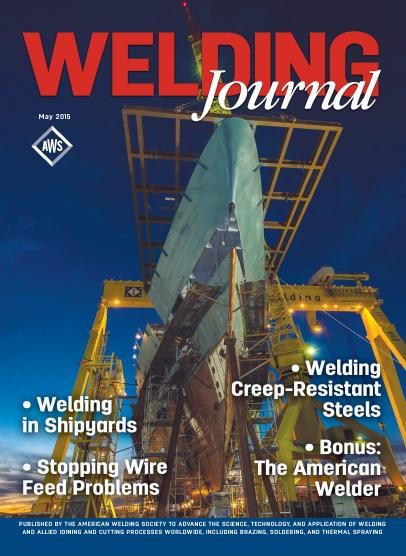 WELDING
Journal
May 2015
AWS
• Welding
Creep-Resistant
Steels
• Welding
in Shipyards
• Bonus:
The American
Welder
• Stopping Wire
Feed Problems
PUBLISHED BY THE AMERICAN WELDING SOCIETY TO ADVANCE THE SCIENCE, TECHNOLOGY, AND APPLICATION OF WELDING
AND ALLIED JOINING AND CUTTING PROCESSES WORLDWIDE, INCLUDING BRAZING, SOLDERING, AND THERMAL SPRAYING